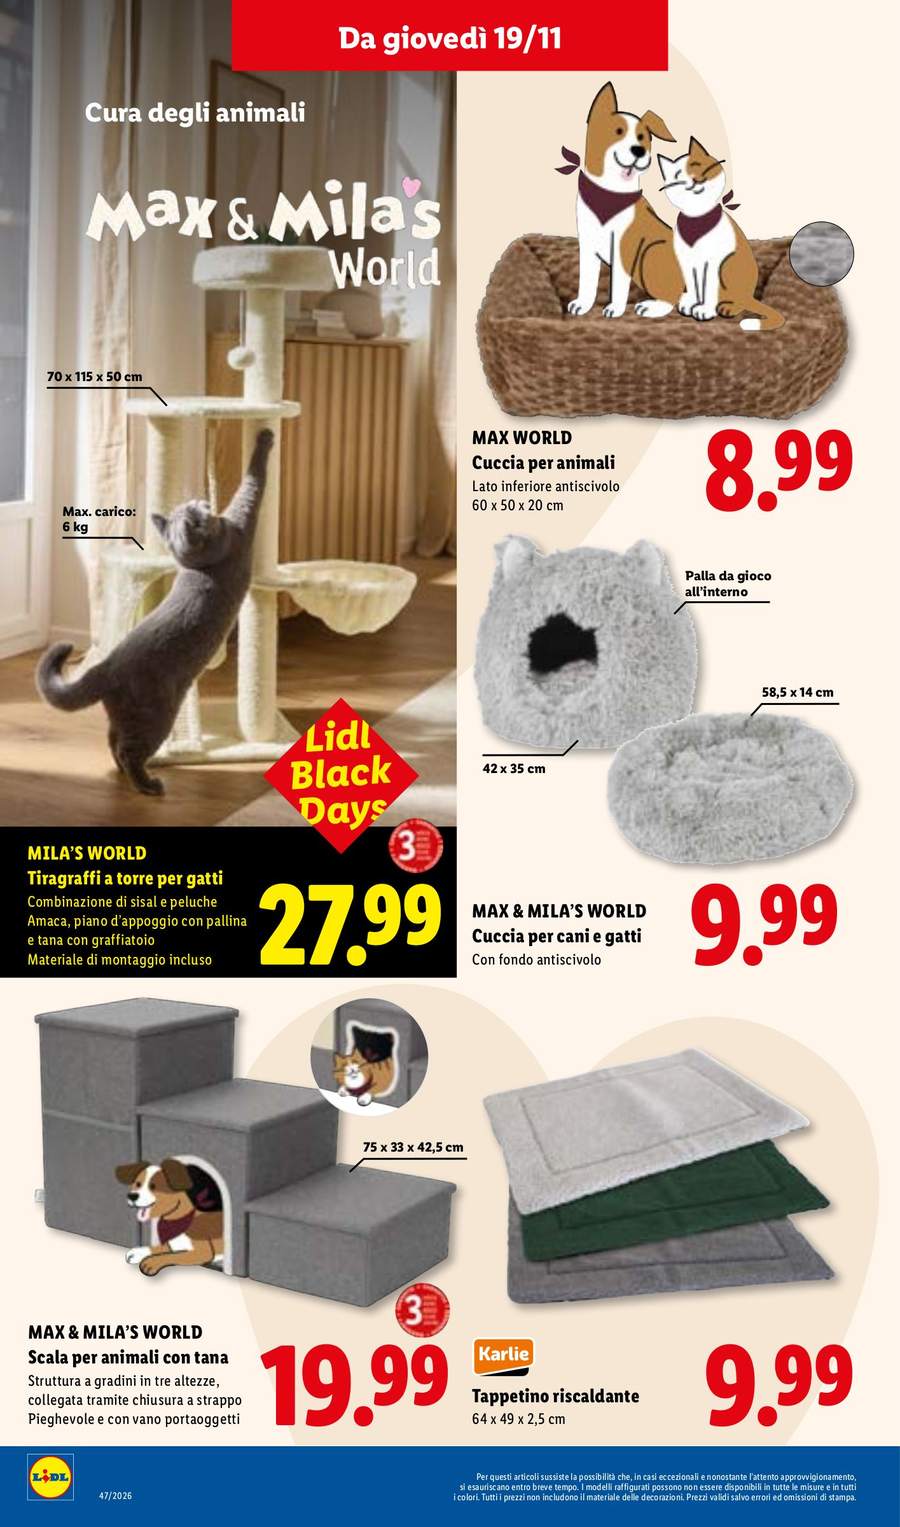 Da giovedì 19/11
Cura degli animali
Max & Mila's
World
70 x 115 x 50 cm
Max. carico:
6 kg
Lidl
Black
Days
3
MILA'S WORLD
Tiragraffi a torre per gatti
Combinazione di sisal e peluche
Amaca, piano d'appoggio con pallina
e tana con graffiatoio
Materiale di montaggio incluso
27.99
MAX WORLD
Cuccia per animali
Lato inferiore antiscivolo
60 x 50 x 20 cm
8.99
Palla da gioco
all'interno
58,5 x 14 cm
42 x 35 cm
MAX & MILA'S WORLD
Cuccia per cani e gatti
Con fondo antiscivolo
9.99
75 x 33 x 42,5 cm
3
MAX & MILA'S WORLD
Scala per animali con tana
Struttura a gradini in tre altezze,
collegata tramite chiusura a strappo
Pieghevole e con vano portaoggetti
19.99
Karlie
Tappetino riscaldante
64 x 49 x 2,5 cm
9.99
LIDL
47/2026
Per questi articoli sussiste la possibilità che, in casi eccezionali e nonostante l'attento approvvigionamento,
si esauriscano entro breve tempo. I modelli raffigurati possono non essere disponibili in tutte le misure e in tutti
i colori. Tutti i prezzi non includono il materiale delle decorazioni. Prezzi validi salvo errori ed omissioni di stampa.